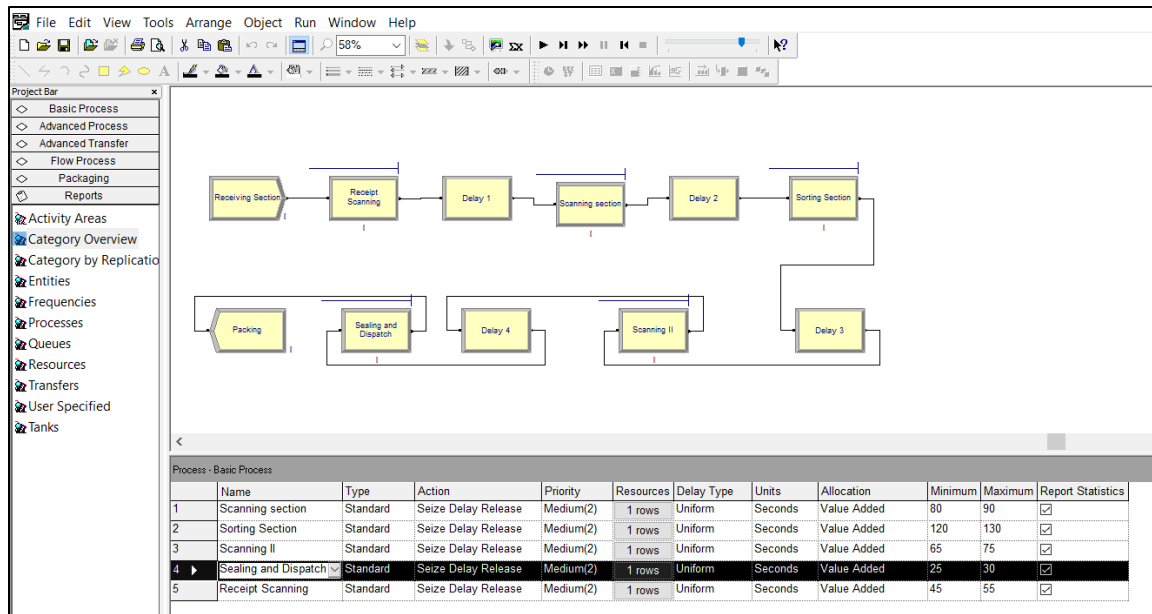 File Edit View Tools Arrange Object Run Window Help
58%
Project Bar
Basic Process
Advanced Process
Advanced Transfer
Flow Process
Packaging
Reports
Activity Areas
Category Overview
Category by Replicatio
Entities
Frequencies
Processes
Queues
Resources
Transfers
User Specified
Tanks
Receiving Section
Receipt
Scanning
Delay 1
Scanning section
Delay 2
Sorting Section
Packing
Sealing and
Dispatch
Delay 4
Scanning II
Delay 3
Process - Basic Process
Name Type Action Priority Resources Delay Type Units Allocation Minimum Maximum Report Statistics
1 Scanning section Standard Seize Delay Release Medium(2) 1 rows Uniform Seconds Value Added 80 90
2 Sorting Section Standard Seize Delay Release Medium(2) 1 rows Uniform Seconds Value Added 120 130
3 Scanning II Standard Seize Delay Release Medium(2) 1 rows Uniform Seconds Value Added 65 75
4 Sealing and Dispatch Standard Seize Delay Release Medium(2) 1 rows Uniform Seconds Value Added 25 30
5 Receipt Scanning Standard Seize Delay Release Medium(2) 1 rows Uniform Seconds Value Added 45 55